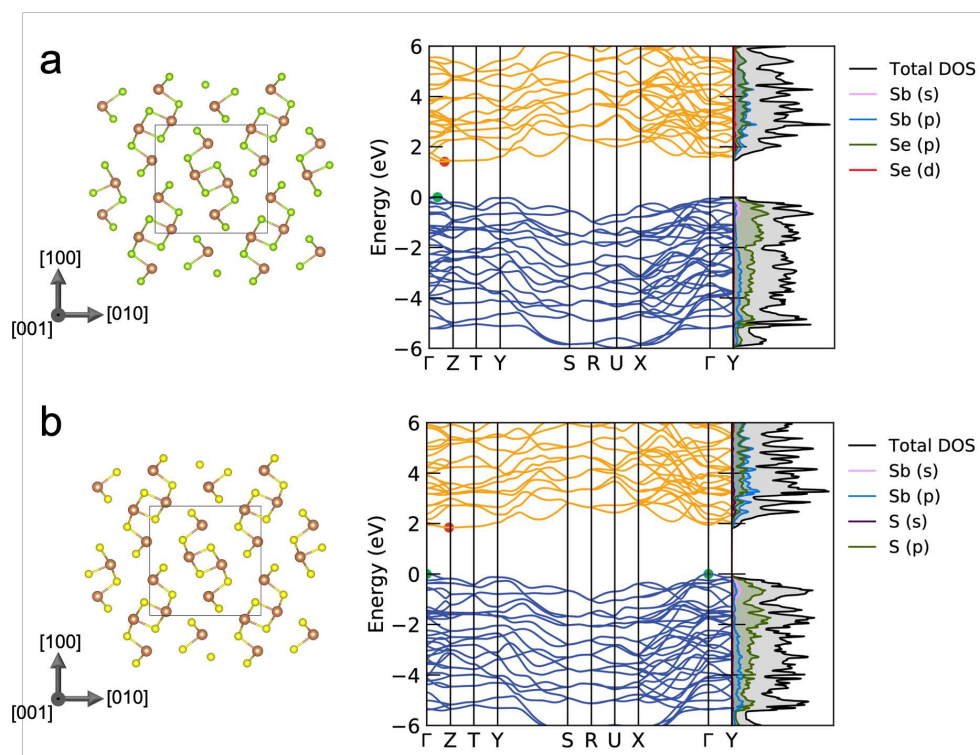 a
[100]
[001]
[010]
Energy (eV)
6
4
2
0
−2
−4
−6
Γ Z T Y S R U X Γ Y
Total DOS
Sb (s)
Sb (p)
Se (p)
Se (d)
b
[100]
[001]
[010]
Energy (eV)
6
4
2
0
−2
−4
−6
Γ Z T Y S R U X Γ Y
Total DOS
Sb (s)
Sb (p)
S (s)
S (p)